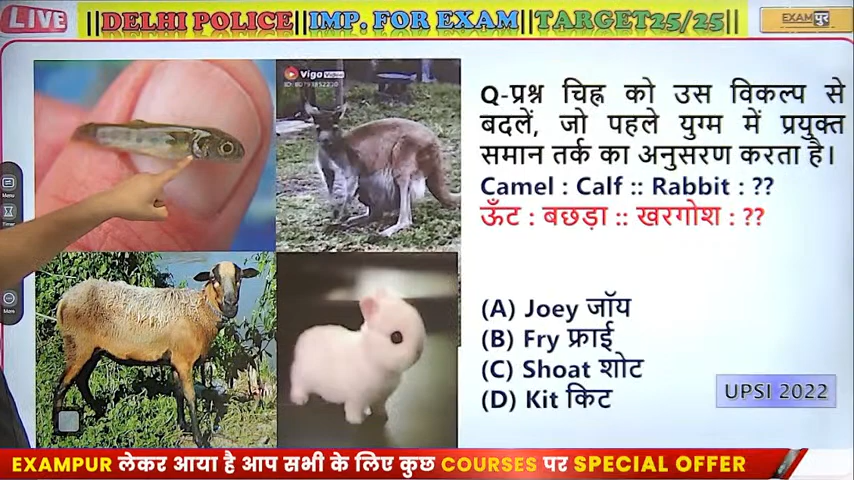 LIVE ||DELHI POLICE||IMP. FOR EXAM||TARGET25/25|| EXAMपुर
Vigo Video
Q-प्रश्न चिह्न को उस विकल्प से
बदलें, जो पहले युग्म में प्रयुक्त
समान तर्क का अनुसरण करता है।
Camel : Calf :: Rabbit : ??
ऊँट : बछड़ा :: खरगोश : ??
(A) Joey जॉय
(B) Fry फ्राई
(C) Shoat शोट
(D) Kit किट
UPSI 2022
Menu
More
EXAMPUR लेकर आया है आप सभी के लिए कुछ COURSES पर SPECIAL OFFER